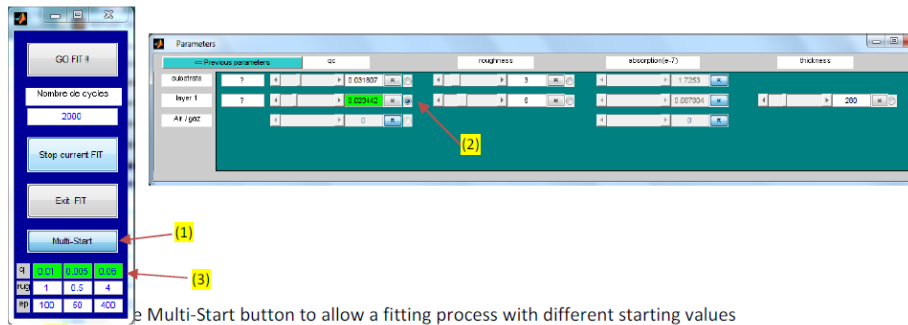 GO FIT !!
Nombre de cycles
2000
Stop current FIT
Exit FIT
Multi-Start
q 0.01 0.005 0.06
rug 1 0.5 4
ep 100 50 400
Parameters
<= Previous parameters qc roughness absorption(e-7) thickness
substrate ? 0.031807 R 3 R 1.7253 R
layer 1 ? 0.023442 R 6 R 0.087804 R 280 R
Air / gaz 0 R 0 R
(1)
(2)
(3)
e Multi-Start button to allow a fitting process with different starting values